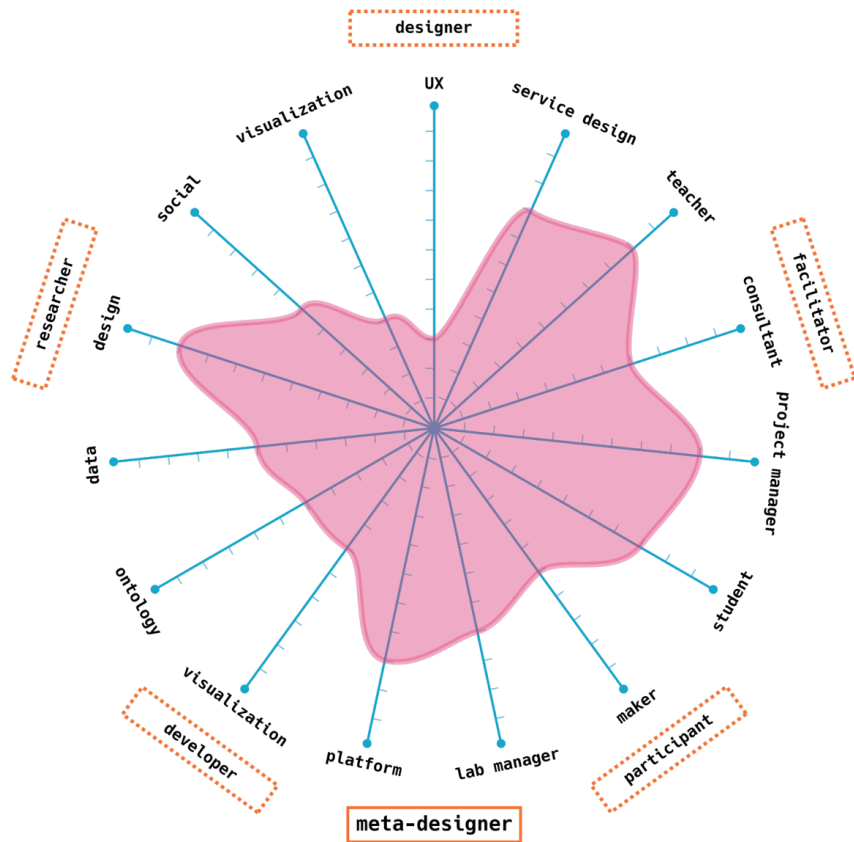 designer
UX
visualization
service design
social
teacher
researcher
design
consultant
facilitator
data
project manager
ontology
student
visualization
developer
platform
lab manager
maker
participant
meta-designer